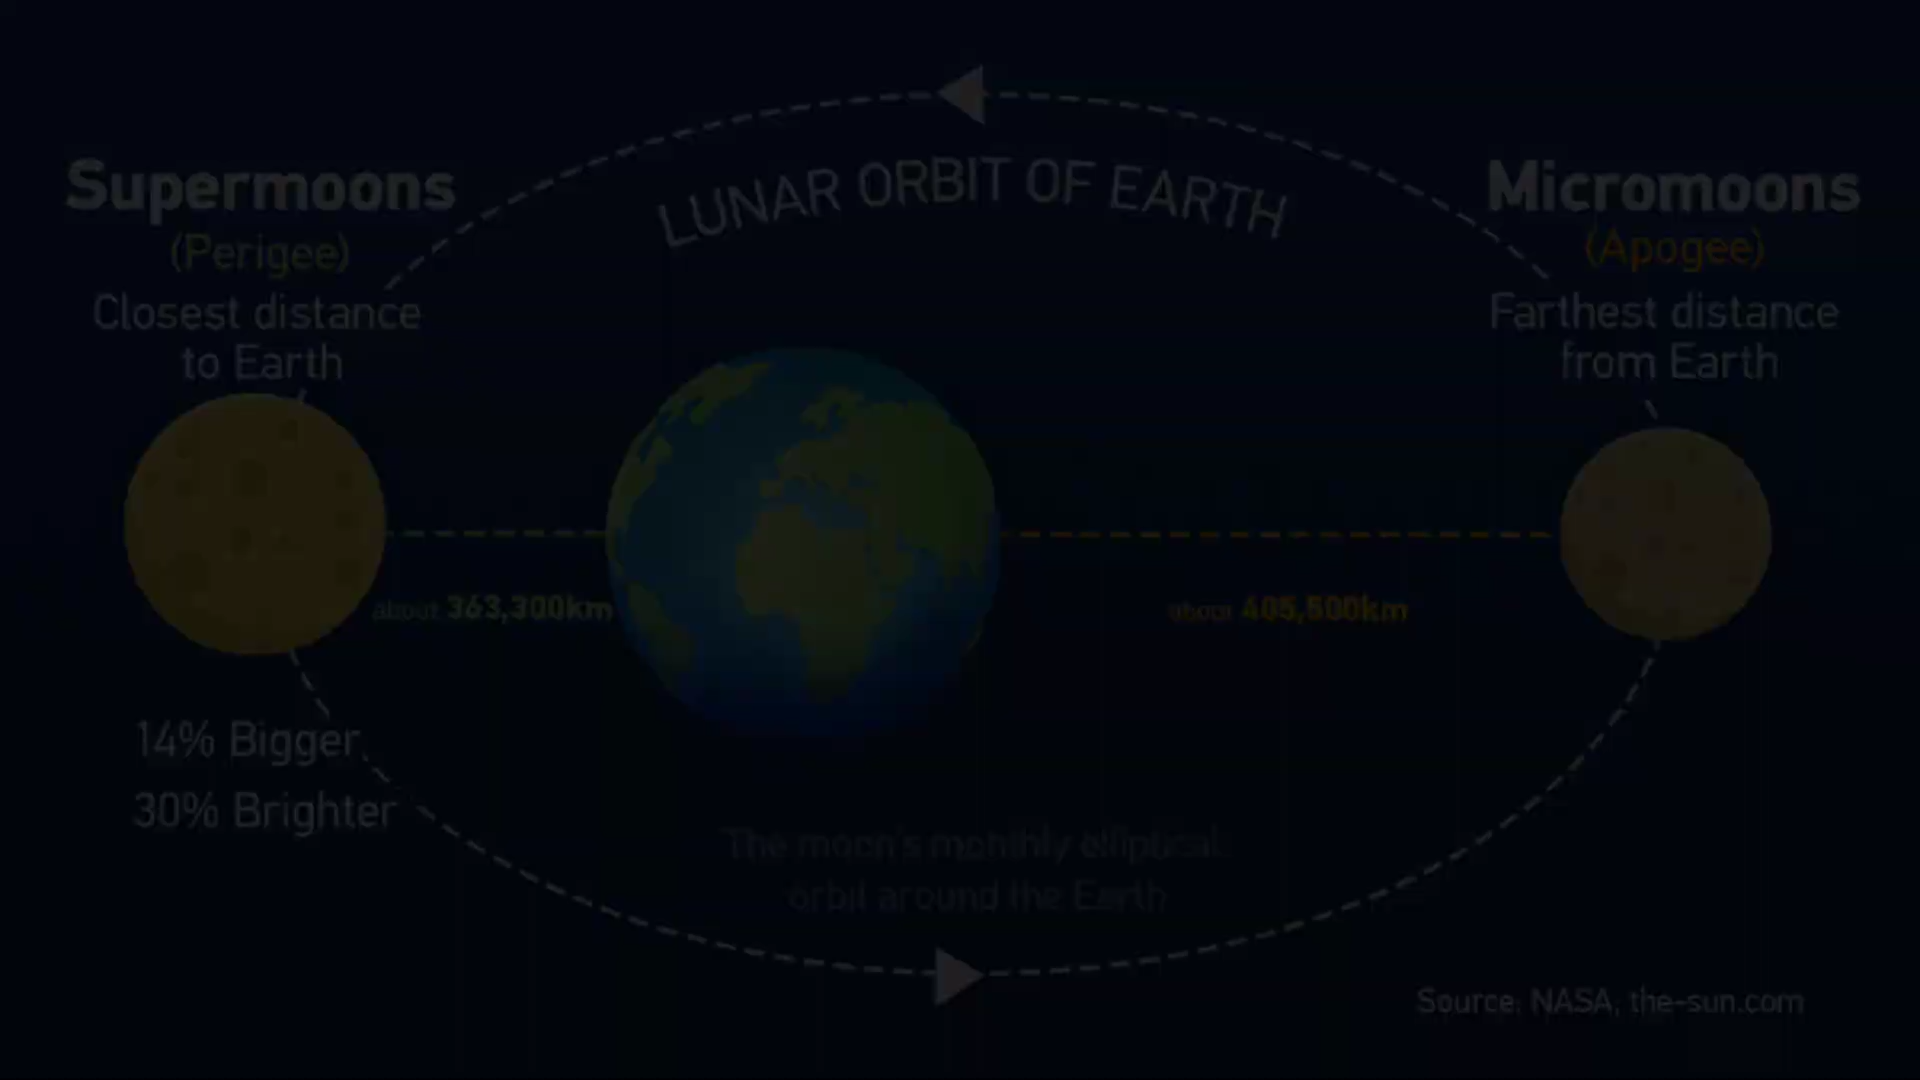 LUNAR ORBIT OF EARTH
Supermoons
(Perigee)
Closest distance
to Earth
Micromoons
(Apogee)
Farthest distance
from Earth
about 363,300km
about 405,500km
14% Bigger
30% Brighter
The moon's monthly elliptical
orbit around the Earth
Source: NASA, the-sun.com